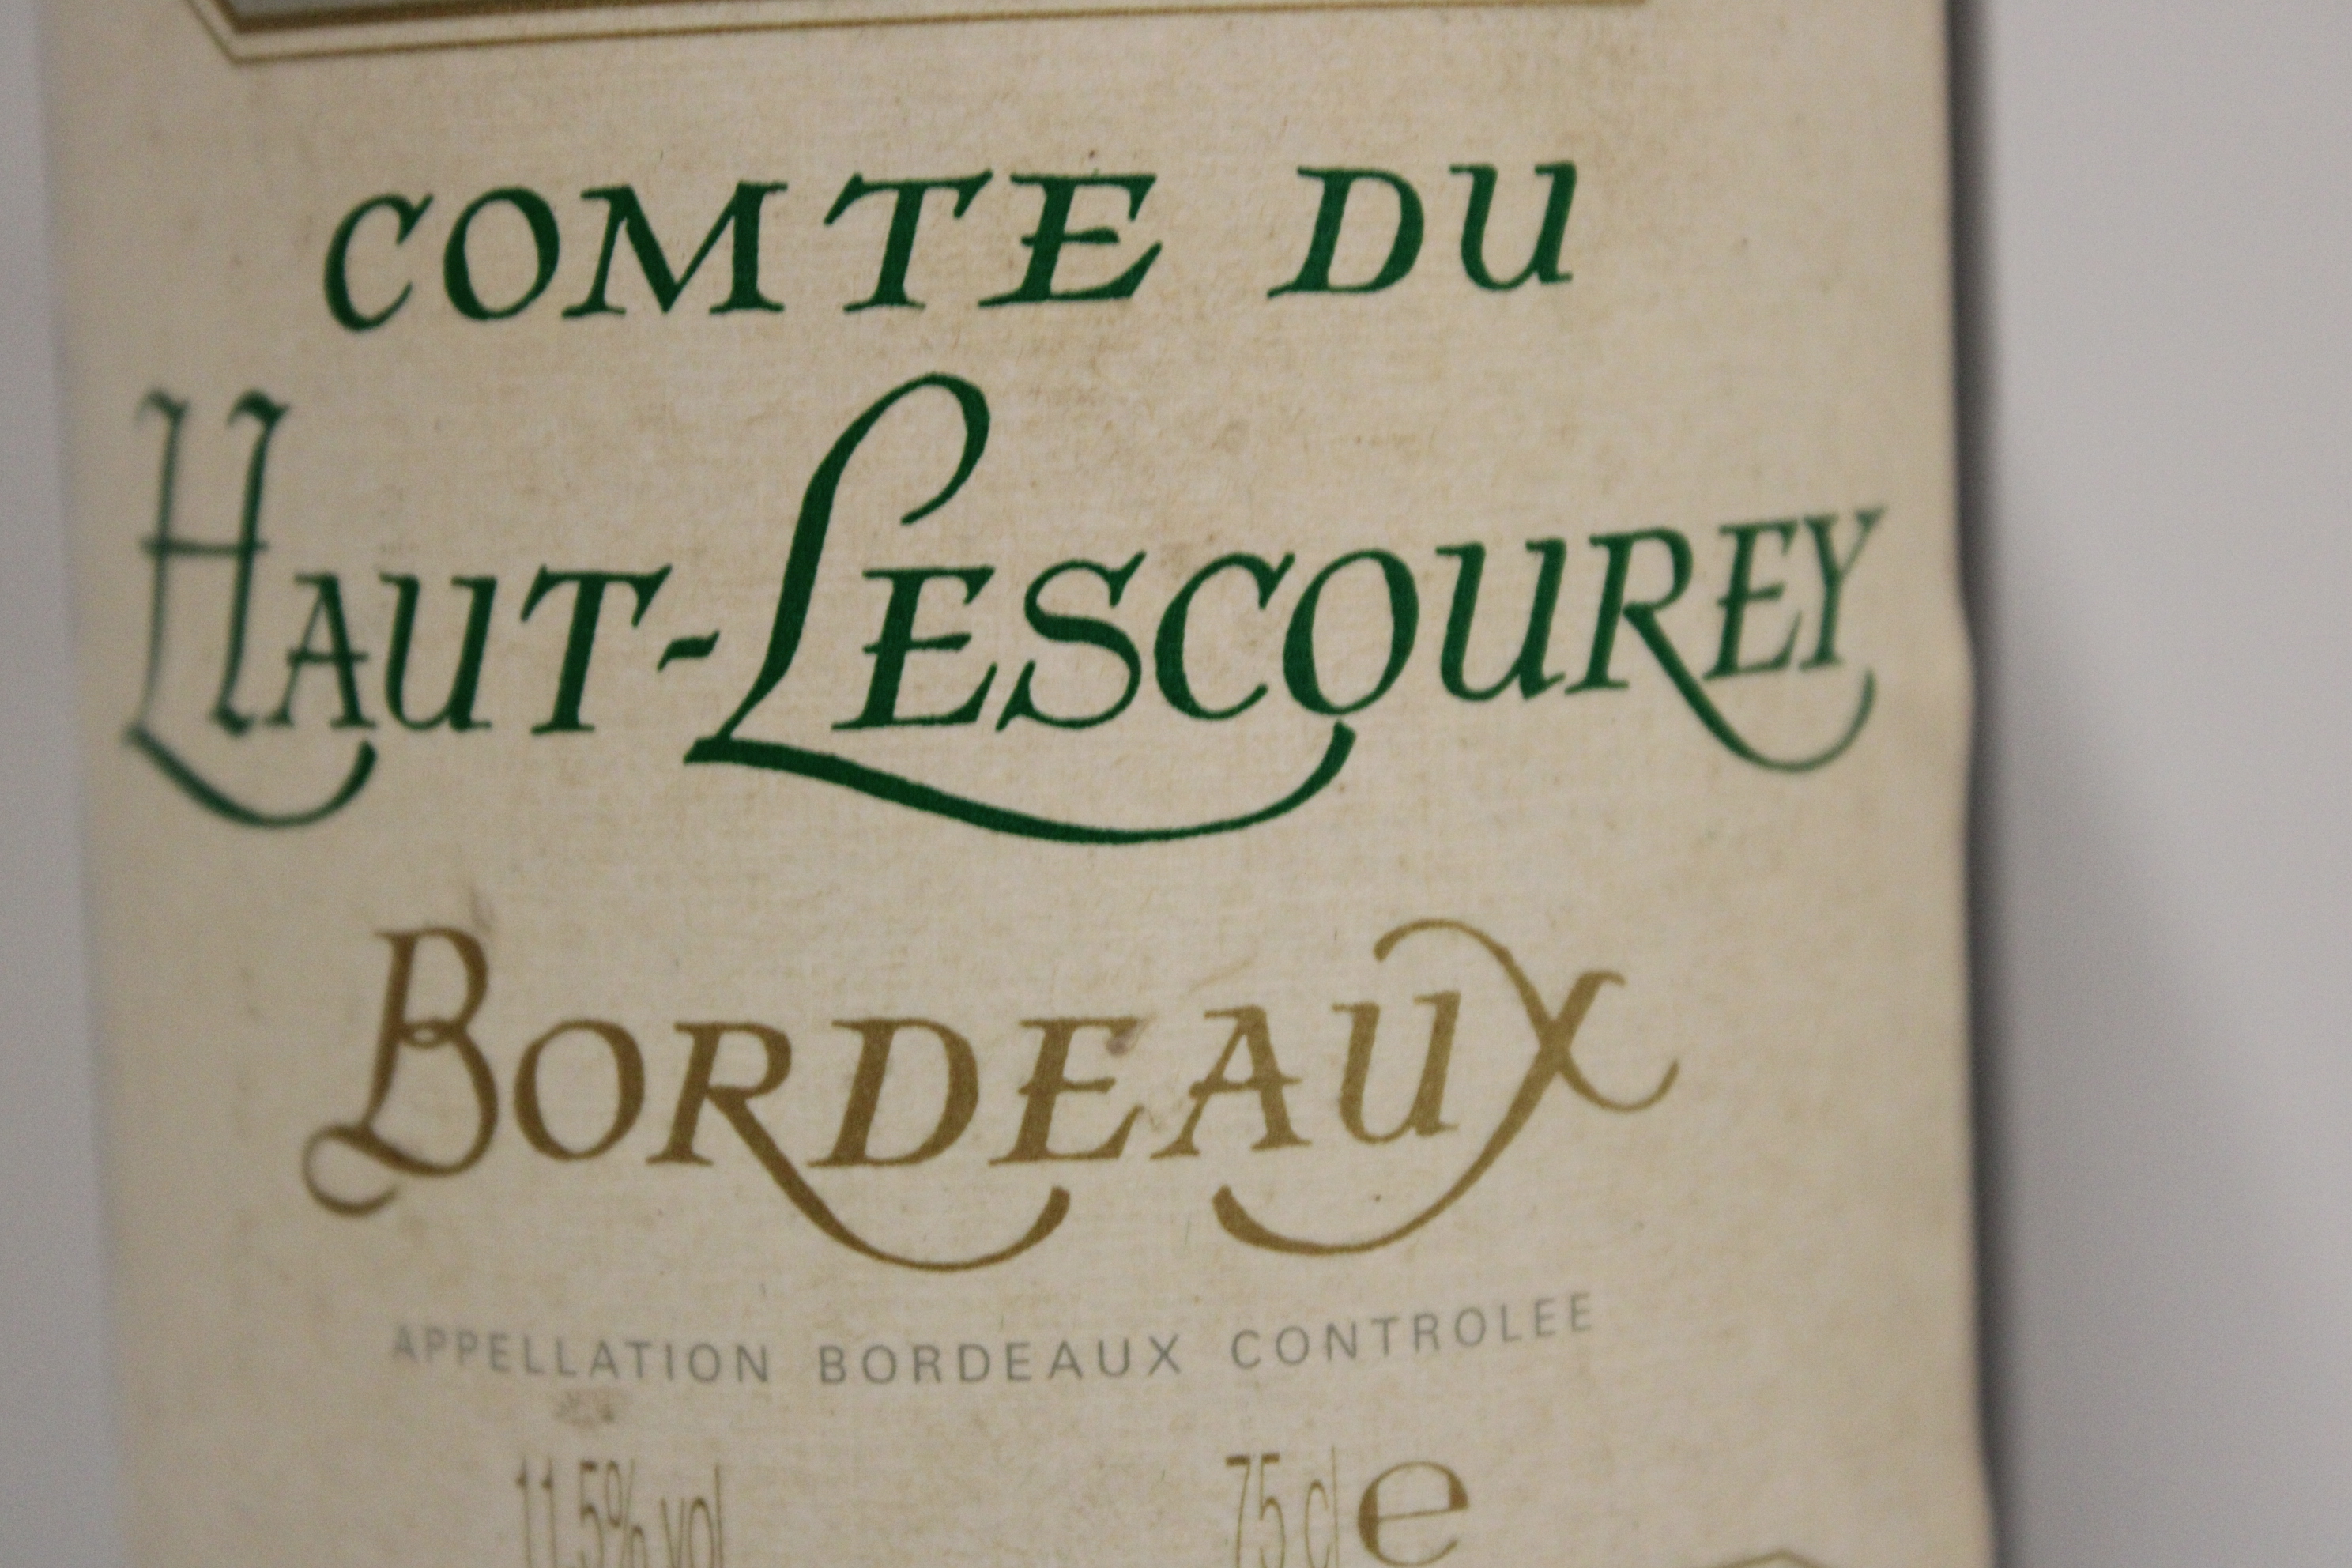 COMTE DU
HAUT-LESCOUREY
BORDEAUX
APPELLATION BORDEAUX CONTROLEE
11,5% vol 75 cl e